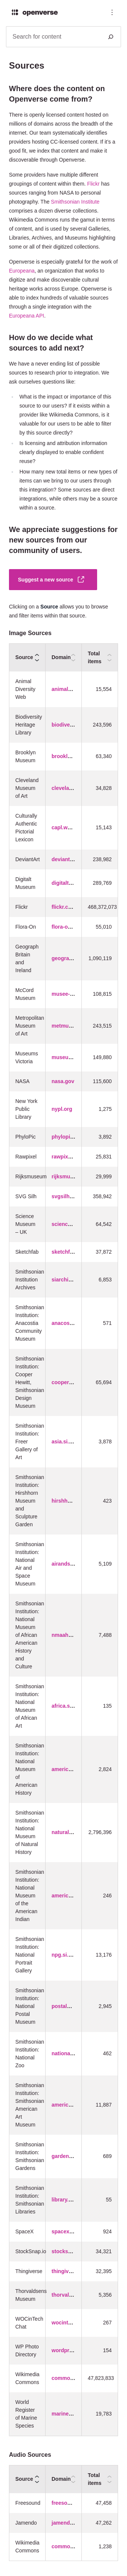 openverse
Search for content
Sources
Where does the content on
Openverse come from?
There is openly licensed content hosted on
millions of domains across the breadth of the
internet. Our team systematically identifies
providers hosting CC-licensed content. If it's a
good fit, we index that content and make it
discoverable through Openverse.
Some providers have multiple different
groupings of content within them. Flickr has
sources ranging from NASA to personal
photography. The Smithsonian Institute
comprises a dozen diverse collections.
Wikimedia Commons runs the gamut in terms
of content, and is used by several Galleries,
Libraries, Archives, and Museums highlighting
some or all of their digitized collections.
Openverse is especially grateful for the work of
Europeana, an organization that works to
digitize and make discoverable cultural
heritage works across Europe. Openverse is
able to index hundreds of valuable sources
through a single integration with the
Europeana API.
How do we decide what
sources to add next?
We have a never ending list of possible
sources to research prior to integration. We
ask ourselves questions like:
What is the impact or importance of this
source to our users? If it exists within a
provider like Wikimedia Commons, is it
valuable for our users to be able to filter
by this source directly?
Is licensing and attribution information
clearly displayed to enable confident
reuse?
How many new total items or new types of
items can we bring to our users through
this integration? Some sources are direct
integrations, while others may be a source
within a source.
We appreciate suggestions for
new sources from our
community of users.
Suggest a new source
Clicking on a Source allows you to browse
and filter items within that source.
Image Sources
Source Domain Total items
Animal Diversity Web animal... 15,554
Biodiversity Heritage Library biodive... 243,596
Brooklyn Museum brookl... 63,340
Cleveland Museum of Art clevela... 34,828
Culturally Authentic Pictorial Lexicon capl.w... 15,143
DeviantArt deviant... 238,982
Digitalt Museum digitalt... 289,769
Flickr flickr.c... 468,372,073
Flora-On flora-o... 55,010
Geograph Britain and Ireland geogra... 1,090,119
McCord Museum musee-... 108,815
Metropolitan Museum of Art metmu... 243,515
Museums Victoria museu... 149,880
NASA nasa.gov 115,600
New York Public Library nypl.org 1,275
PhyloPic phylopi... 3,892
Rawpixel rawpix... 25,831
Rijksmuseum rijksmu... 29,999
SVG Silh svgsilh... 358,942
Science Museum – UK scienc... 64,542
Sketchfab sketchf... 37,872
Smithsonian Institution Archives siarchi... 6,853
Smithsonian Institution: Anacostia Community Museum anacos... 571
Smithsonian Institution: Cooper Hewitt, Smithsonian Design Museum cooper... 65,694
Smithsonian Institution: Freer Gallery of Art asia.si.... 3,878
Smithsonian Institution: Hirshhorn Museum and Sculpture Garden hirshh... 423
Smithsonian Institution: National Air and Space Museum airands... 5,109
Smithsonian Institution: National Museum of African American History and Culture nmaah... 7,488
Smithsonian Institution: National Museum of African Art africa.s... 135
Smithsonian Institution: National Museum of American History americ... 2,824
Smithsonian Institution: National Museum of Natural History natural... 2,796,396
Smithsonian Institution: National Museum of the American Indian americ... 246
Smithsonian Institution: National Portrait Gallery npg.si.... 13,176
Smithsonian Institution: National Postal Museum postal... 2,945
Smithsonian Institution: National Zoo nationa... 462
Smithsonian Institution: Smithsonian American Art Museum americ... 11,887
Smithsonian Institution: Smithsonian Gardens garden... 689
Smithsonian Institution: Smithsonian Libraries library.... 55
SpaceX spacex... 924
StockSnap.io stocks... 34,321
Thingiverse thingiv... 32,395
Thorvaldsens Museum thorval... 5,356
WOCinTech Chat wocint... 267
WP Photo Directory wordpr... 154
Wikimedia Commons commo... 47,823,833
World Register of Marine Species marine... 19,783
Audio Sources
Source Domain Total items
Freesound freeso... 47,458
Jamendo jamend... 47,262
Wikimedia Commons commo... 1,238